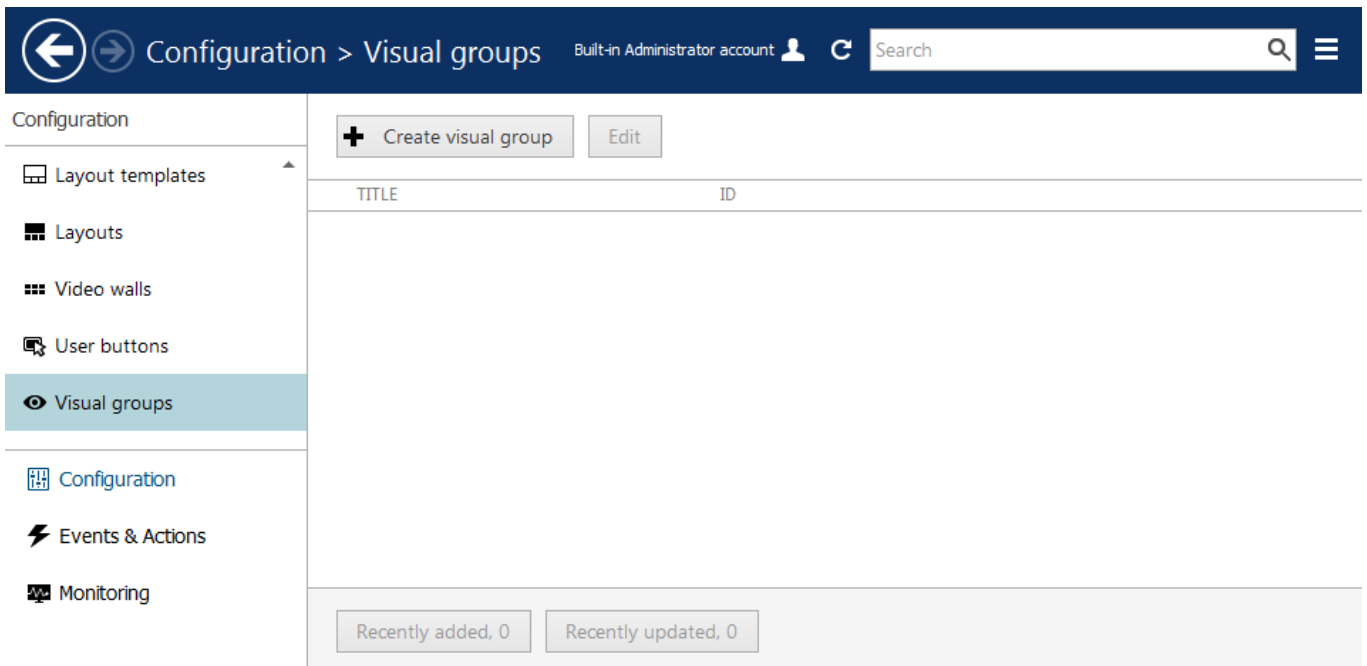 Configuration > Visual groups
Built-in Administrator account
Search
Configuration
Layout templates
Layouts
Video walls
User buttons
Visual groups
Configuration
Events & Actions
Monitoring
Create visual group
Edit
TITLE ID
Recently added, 0
Recently updated, 0